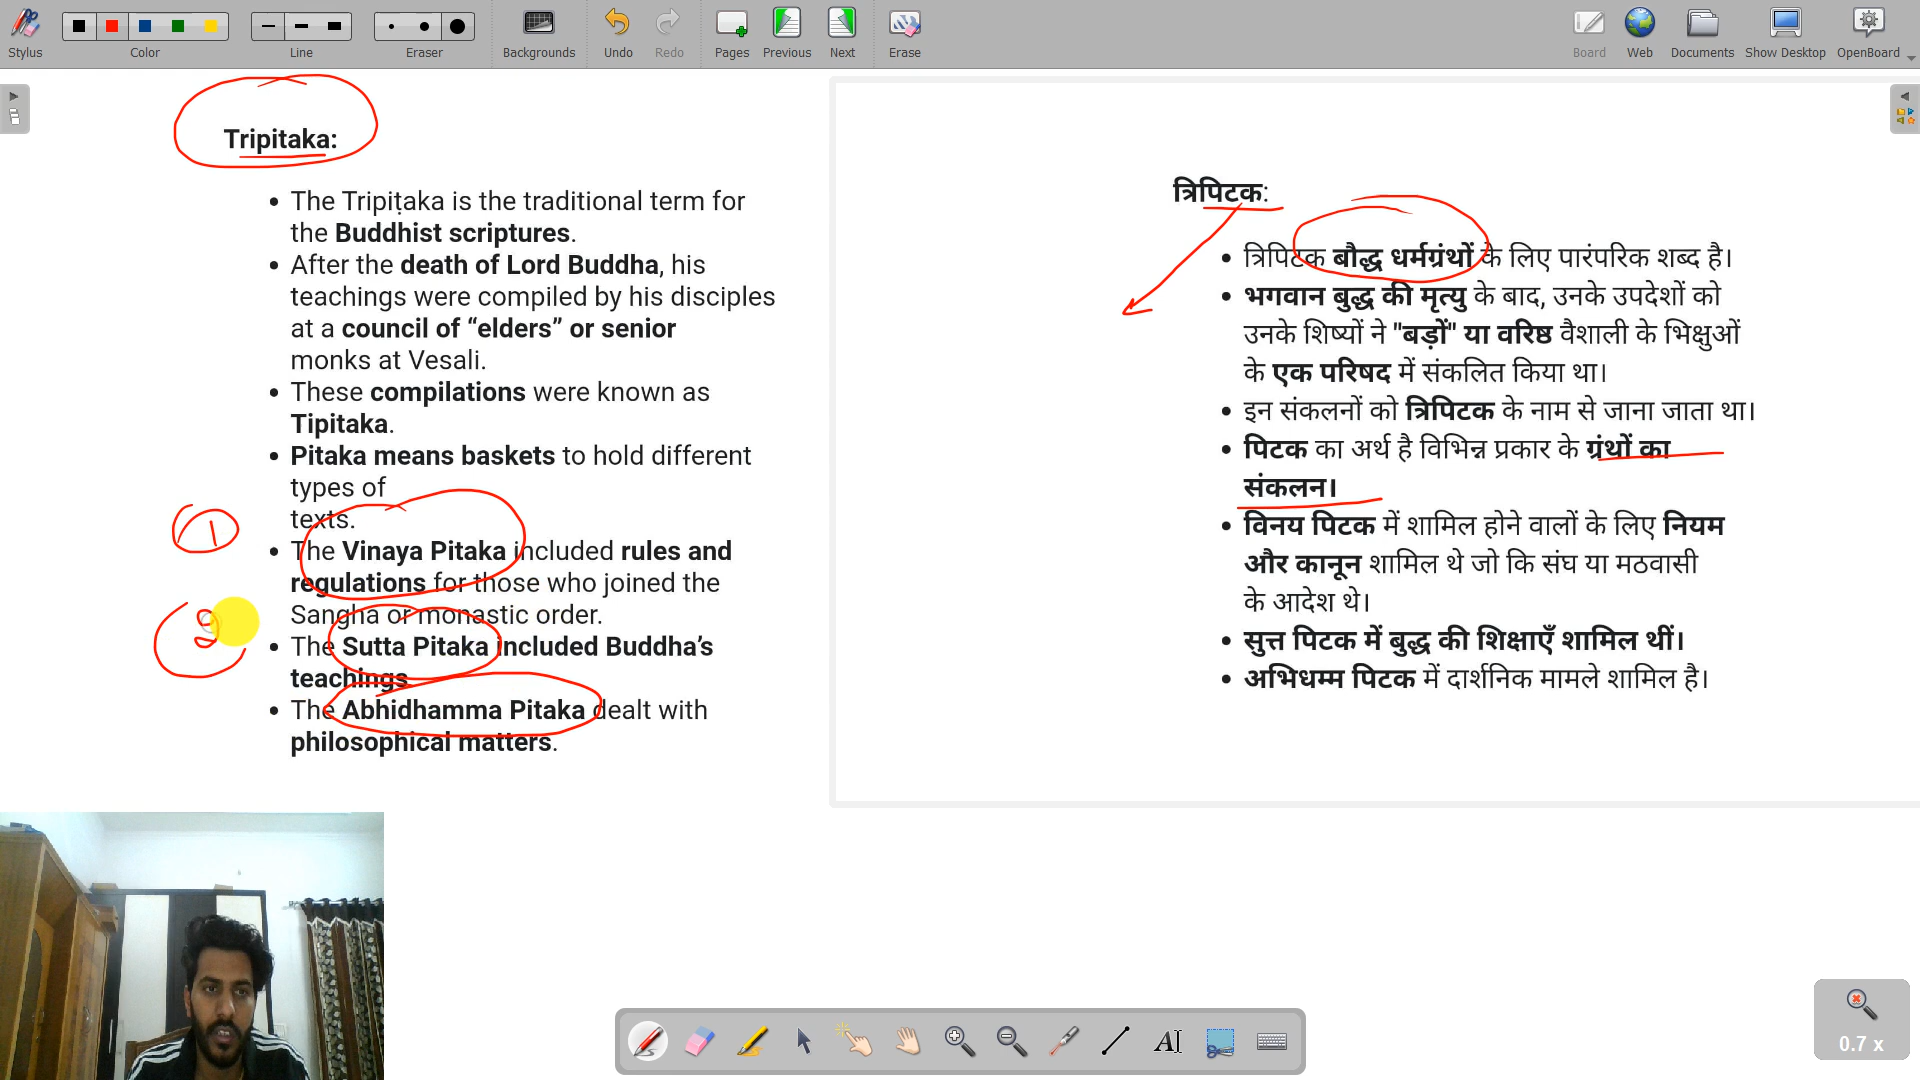 Stylus
Color
Line
Eraser
Backgrounds
Undo
Redo
Pages
Previous
Next
Erase
Board
Web
Documents
Show Desktop
OpenBoard
Tripitaka:
• The Tripiṭaka is the traditional term for
the Buddhist scriptures.
• After the death of Lord Buddha, his
teachings were compiled by his disciples
at a council of “elders” or senior
monks at Vesali.
• These compilations were known as
Tipitaka.
• Pitaka means baskets to hold different
types of
texts.
1
• The Vinaya Pitaka included rules and
regulations for those who joined the
Sangha or monastic order.
• The Sutta Pitaka included Buddha’s
teachings.
• The Abhidhamma Pitaka dealt with
philosophical matters.
त्रिपिटक:
• त्रिपिटक बौद्ध धर्मग्रंथों के लिए पारंपरिक शब्द है।
• भगवान बुद्ध की मृत्यु के बाद, उनके उपदेशों को
उनके शिष्यों ने "बड़ों" या वरिष्ठ वैशाली के भिक्षुओं
के एक परिषद में संकलित किया था।
• इन संकलनों को त्रिपिटक के नाम से जाना जाता था।
• पिटक का अर्थ है विभिन्न प्रकार के ग्रंथों का
संकलन।
• विनय पिटक में शामिल होने वालों के लिए नियम
और कानून शामिल थे जो कि संघ या मठवासी
के आदेश थे।
• सुत्त पिटक में बुद्ध की शिक्षाएँ शामिल थीं।
• अभिधम्म पिटक में दार्शनिक मामले शामिल है।
0.7 x